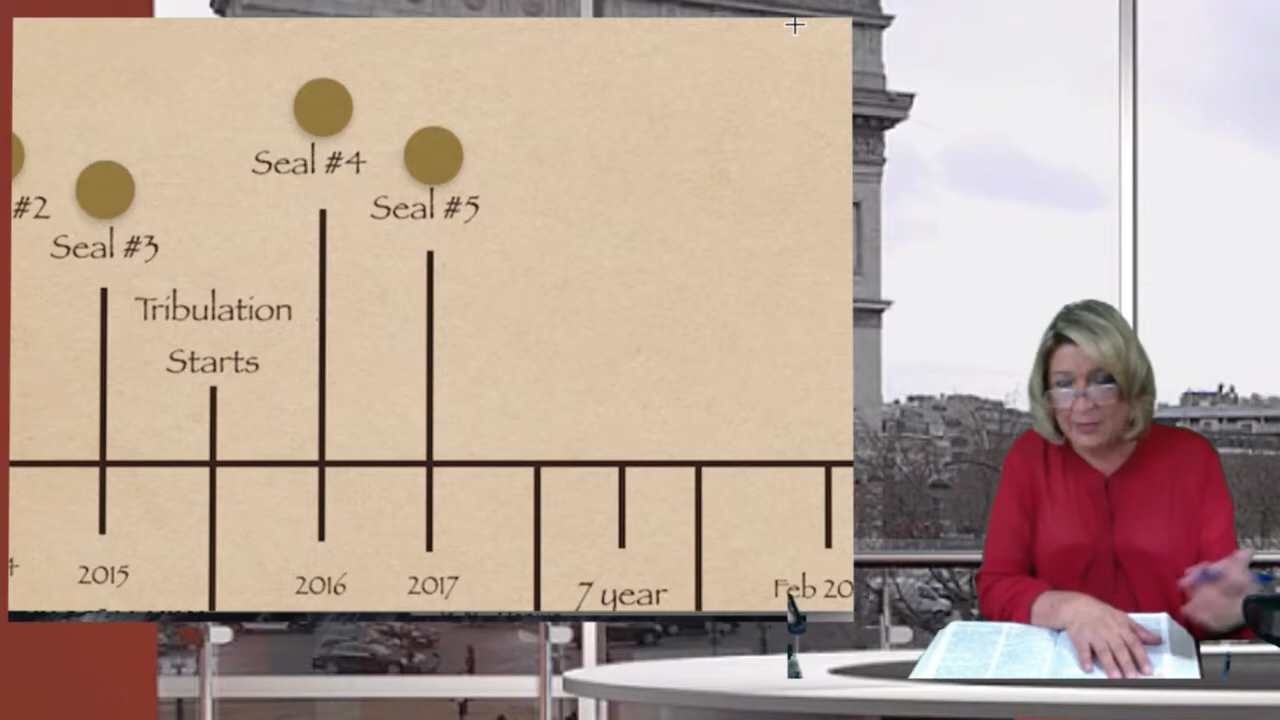 Seal #4
#2
Seal #5
Seal #3
Tribulation
Starts
2015
2016
2017
7 year
Feb 20